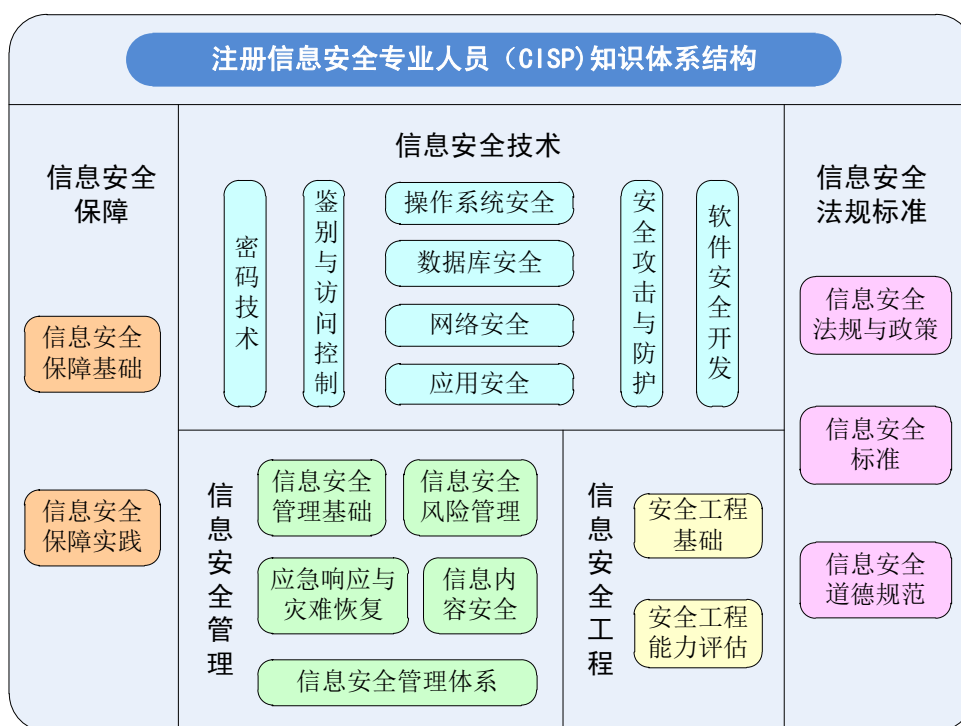 注册信息安全专业人员（CISP)知识体系结构
信息安全
保障
信息安全
保障基础
信息安全
保障实践
信息安全技术
密码技术
鉴别与访问控制
操作系统安全
数据库安全
网络安全
应用安全
安全攻击与防护
软件安全开发
信息安全管理
信息安全
管理基础
信息安全
风险管理
应急响应与
灾难恢复
信息内
容安全
信息安全管理体系
信息安全工程
安全工程
基础
安全工程
能力评估
信息安全
法规标准
信息安全
法规与政策
信息安全
标准
信息安全
道德规范